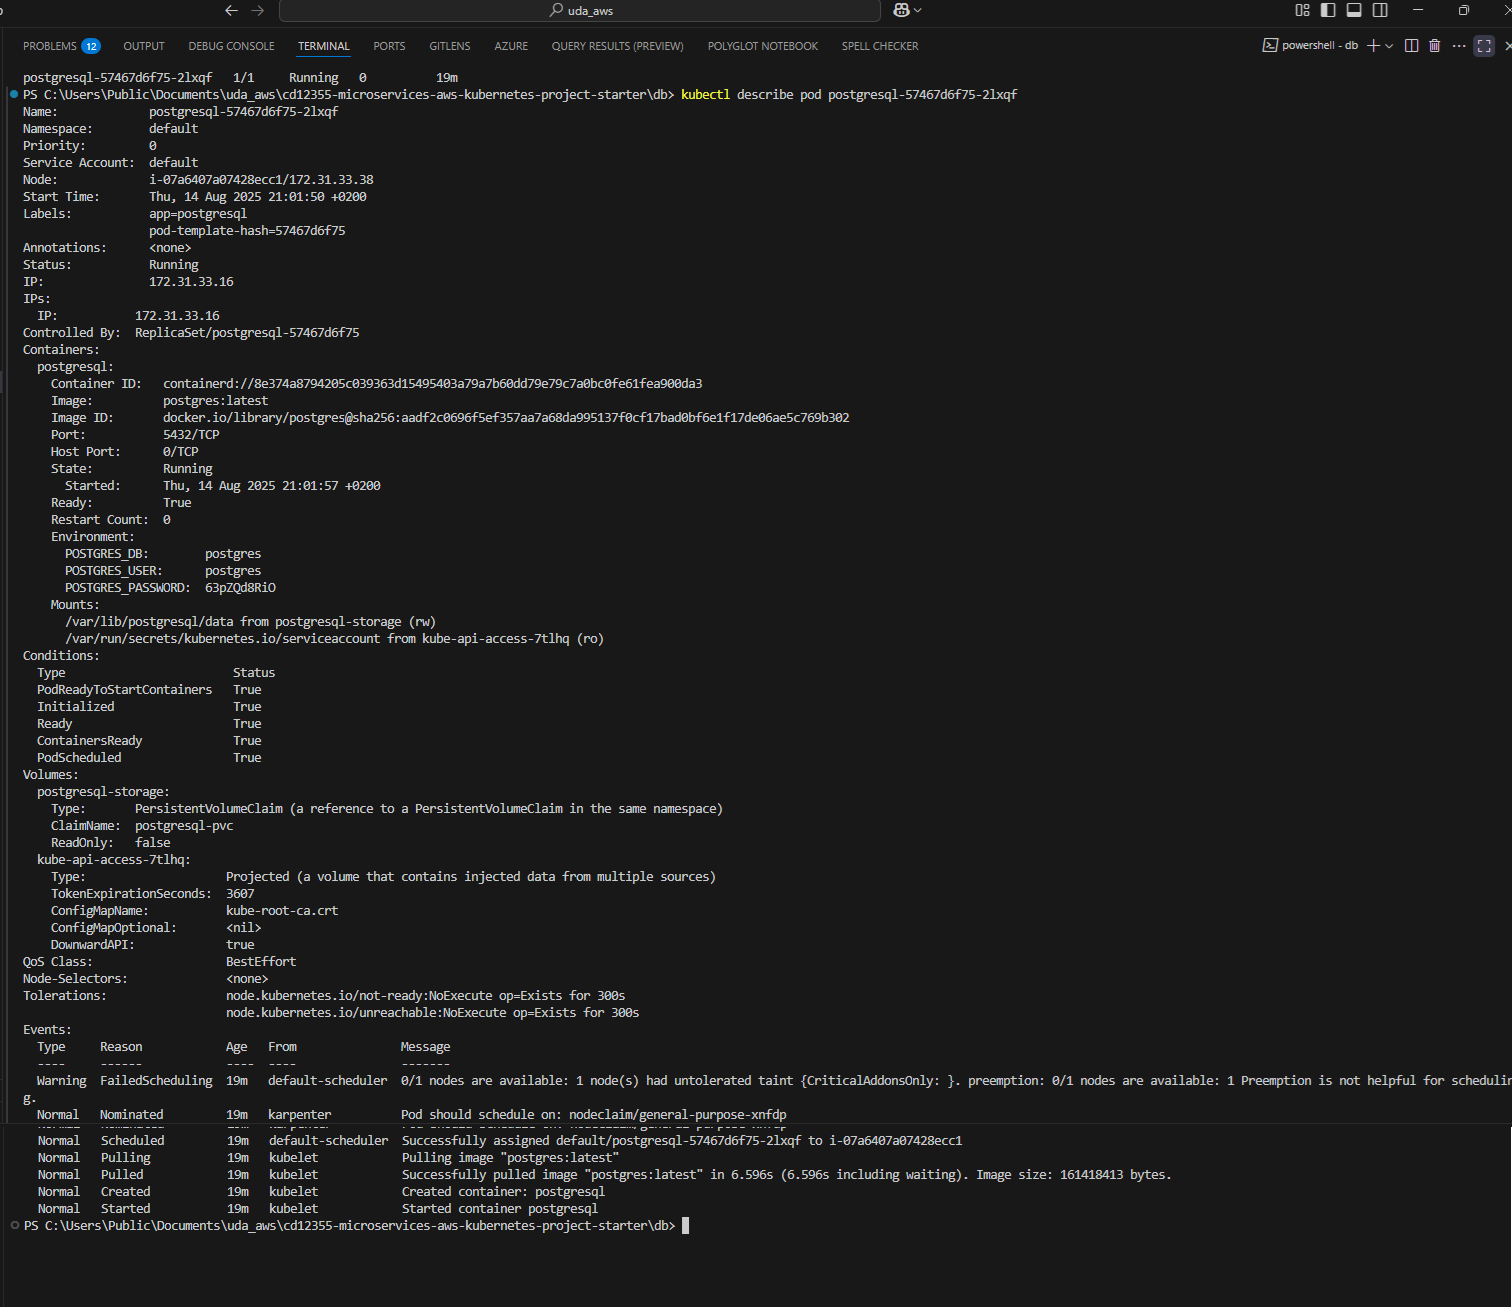 uda_aws
PROBLEMS 12 OUTPUT DEBUG CONSOLE TERMINAL PORTS GITLENS AZURE QUERY RESULTS (PREVIEW) POLYGLOT NOTEBOOK SPELL CHECKER powershell - db
postgresql-57467d6f75-2lxqf 1/1 Running 0 19m
PS C:\Users\Public\Documents\uda_aws\cd12355-microservices-aws-kubernetes-project-starter\db> kubectl describe pod postgresql-57467d6f75-2lxqf
Name: postgresql-57467d6f75-2lxqf
Namespace: default
Priority: 0
Service Account: default
Node: i-07a6407a07428ecc1/172.31.33.38
Start Time: Thu, 14 Aug 2025 21:01:50 +0200
Labels: app=postgresql
pod-template-hash=57467d6f75
Annotations: <none>
Status: Running
IP: 172.31.33.16
IPs:
IP: 172.31.33.16
Controlled By: ReplicaSet/postgresql-57467d6f75
Containers:
postgresql:
Container ID: containerd://8e374a8794205c039363d15495403a79a7b60dd79e79c7a0bc0fe61fea900da3
Image: postgres:latest
Image ID: docker.io/library/postgres@sha256:aadf2c0696f5ef357aa7a68da995137f0cf17bad0bf6e1f17de06ae5c769b302
Port: 5432/TCP
Host Port: 0/TCP
State: Running
Started: Thu, 14 Aug 2025 21:01:57 +0200
Ready: True
Restart Count: 0
Environment:
POSTGRES_DB: postgres
POSTGRES_USER: postgres
POSTGRES_PASSWORD: 63pZQd8RiO
Mounts:
/var/lib/postgresql/data from postgresql-storage (rw)
/var/run/secrets/kubernetes.io/serviceaccount from kube-api-access-7tlhq (ro)
Conditions:
Type Status
PodReadyToStartContainers True
Initialized True
Ready True
ContainersReady True
PodScheduled True
Volumes:
postgresql-storage:
Type: PersistentVolumeClaim (a reference to a PersistentVolumeClaim in the same namespace)
ClaimName: postgresql-pvc
ReadOnly: false
kube-api-access-7tlhq:
Type: Projected (a volume that contains injected data from multiple sources)
TokenExpirationSeconds: 3607
ConfigMapName: kube-root-ca.crt
ConfigMapOptional: <nil>
DownwardAPI: true
QoS Class: BestEffort
Node-Selectors: <none>
Tolerations: node.kubernetes.io/not-ready:NoExecute op=Exists for 300s
node.kubernetes.io/unreachable:NoExecute op=Exists for 300s
Events:
Type Reason Age From Message
---- ------ ---- ---- -------
Warning FailedScheduling 19m default-scheduler 0/1 nodes are available: 1 node(s) had untolerated taint {CriticalAddonsOnly: }. preemption: 0/1 nodes are available: 1 Preemption is not helpful for schedulin
g.
Normal Nominated 19m karpenter Pod should schedule on: nodeclaim/general-purpose-xnfdp
Normal Scheduled 19m default-scheduler Successfully assigned default/postgresql-57467d6f75-2lxqf to i-07a6407a07428ecc1
Normal Pulling 19m kubelet Pulling image "postgres:latest"
Normal Pulled 19m kubelet Successfully pulled image "postgres:latest" in 6.596s (6.596s including waiting). Image size: 161418413 bytes.
Normal Created 19m kubelet Created container: postgresql
Normal Started 19m kubelet Started container postgresql
PS C:\Users\Public\Documents\uda_aws\cd12355-microservices-aws-kubernetes-project-starter\db>